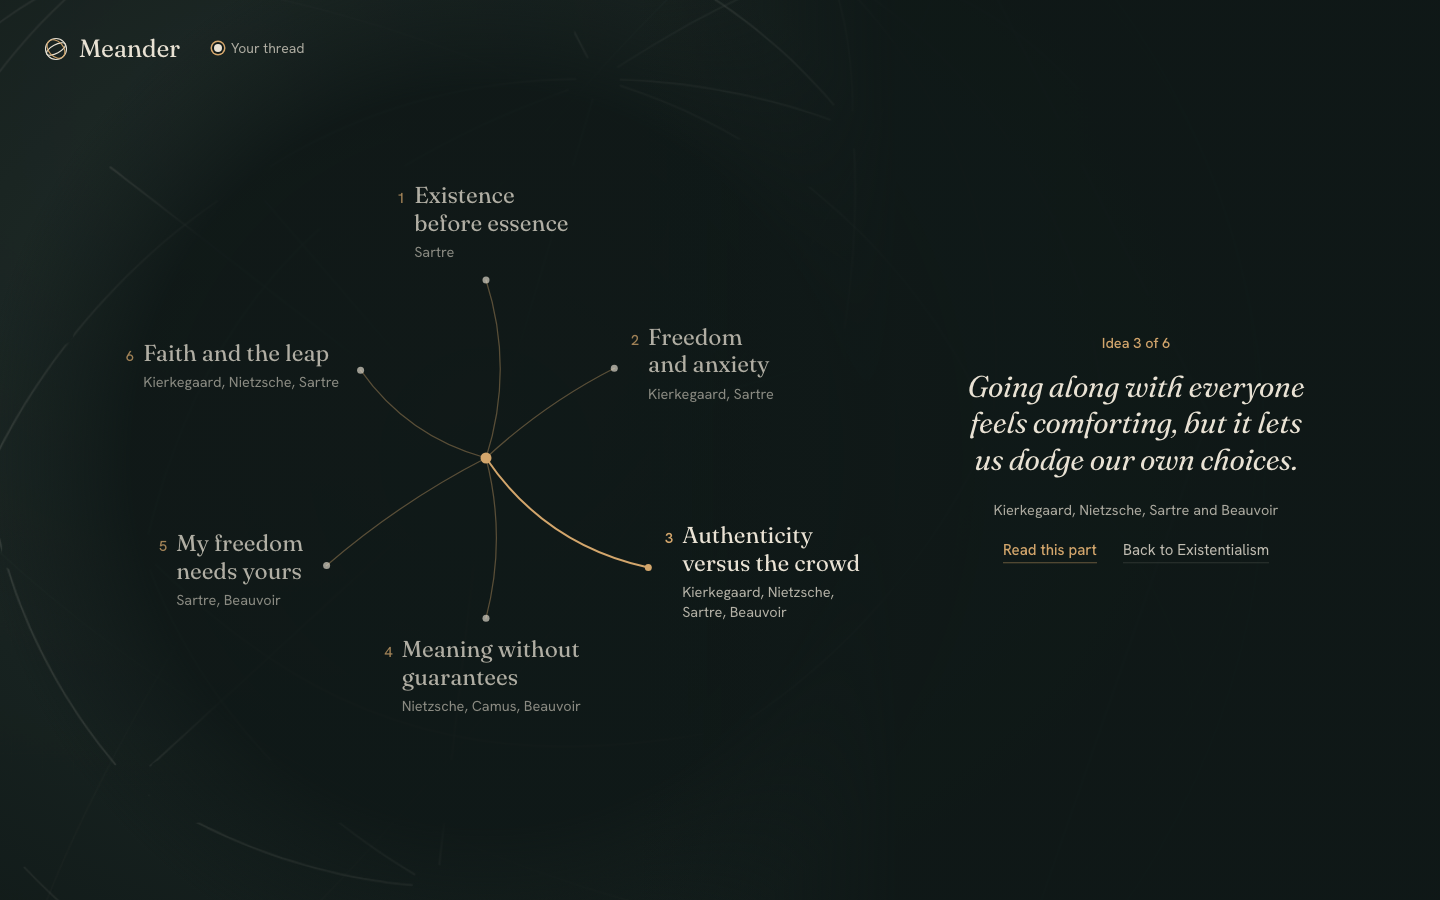 Meander
Your thread
1 Existence
before essence
Sartre
2 Freedom
and anxiety
Kierkegaard, Sartre
3 Authenticity
versus the crowd
Kierkegaard, Nietzsche,
Sartre, Beauvoir
4 Meaning without
guarantees
Nietzsche, Camus, Beauvoir
5 My freedom
needs yours
Sartre, Beauvoir
6 Faith and the leap
Kierkegaard, Nietzsche, Sartre
Idea 3 of 6
Going along with everyone
feels comforting, but it lets
us dodge our own choices.
Kierkegaard, Nietzsche, Sartre and Beauvoir
Read this part
Back to Existentialism